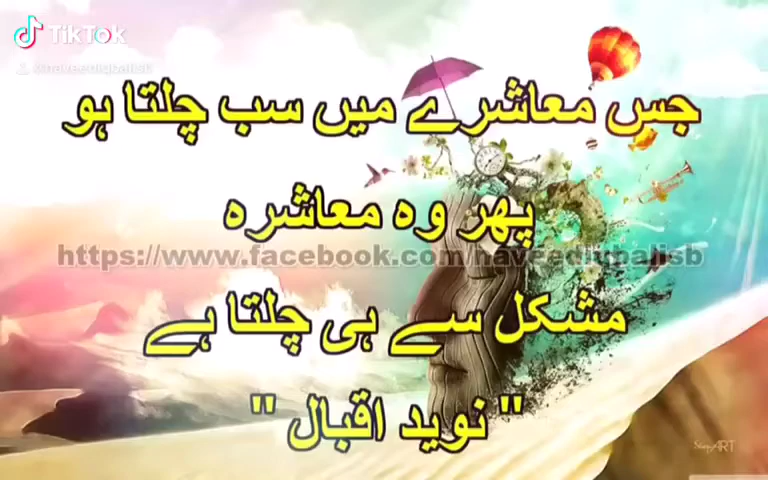 TikTok
جس معاشرے میں سب چلتا ہو
پھر وہ معاشرہ
https://www.facebook.com/naveediqbalisb
مشکل سے ہی چلتا ہے
" نوید اقبال "
ART